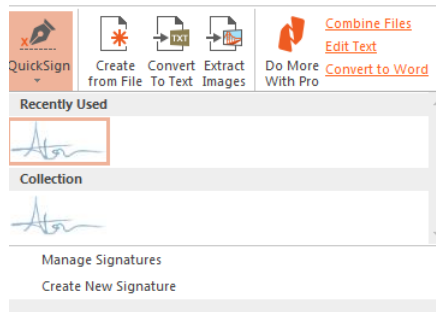 QuickSign
Create from File
Convert To Text
TXT
Extract Images
Do More With Pro
Combine Files
Edit Text
Convert to Word
Recently Used
Collection
Manage Signatures
Create New Signature